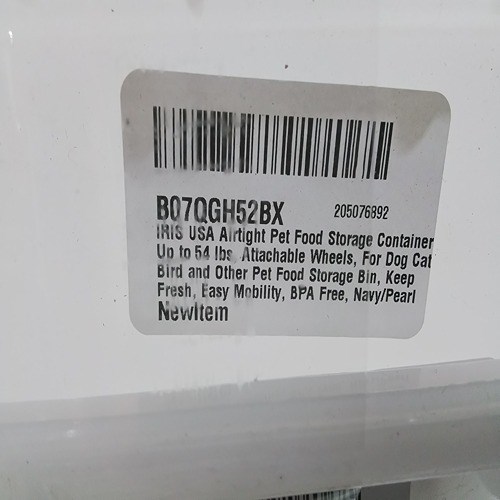 B07QGH52BX 205076892
IRIS USA Airtight Pet Food Storage Container
Up to 54 lbs, Attachable Wheels, For Dog Cat
Bird and Other Pet Food Storage Bin, Keep
Fresh, Easy Mobility, BPA Free, Navy/Pearl
NewItem